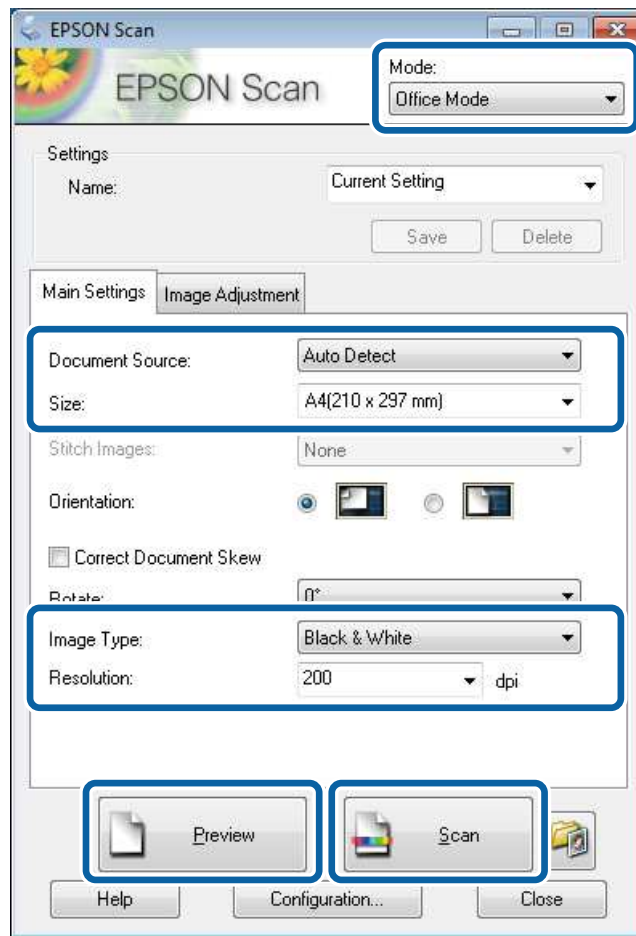 EPSON Scan
EPSON Scan
Mode:
Office Mode
Settings
Name: Current Setting
Save Delete
Main Settings Image Adjustment
Document Source: Auto Detect
Size: A4(210 x 297 mm)
Stitch Images: None
Orientation:
Correct Document Skew
Rotate: 0°
Image Type: Black & White
Resolution: 200 dpi
Preview Scan
Help Configuration... Close